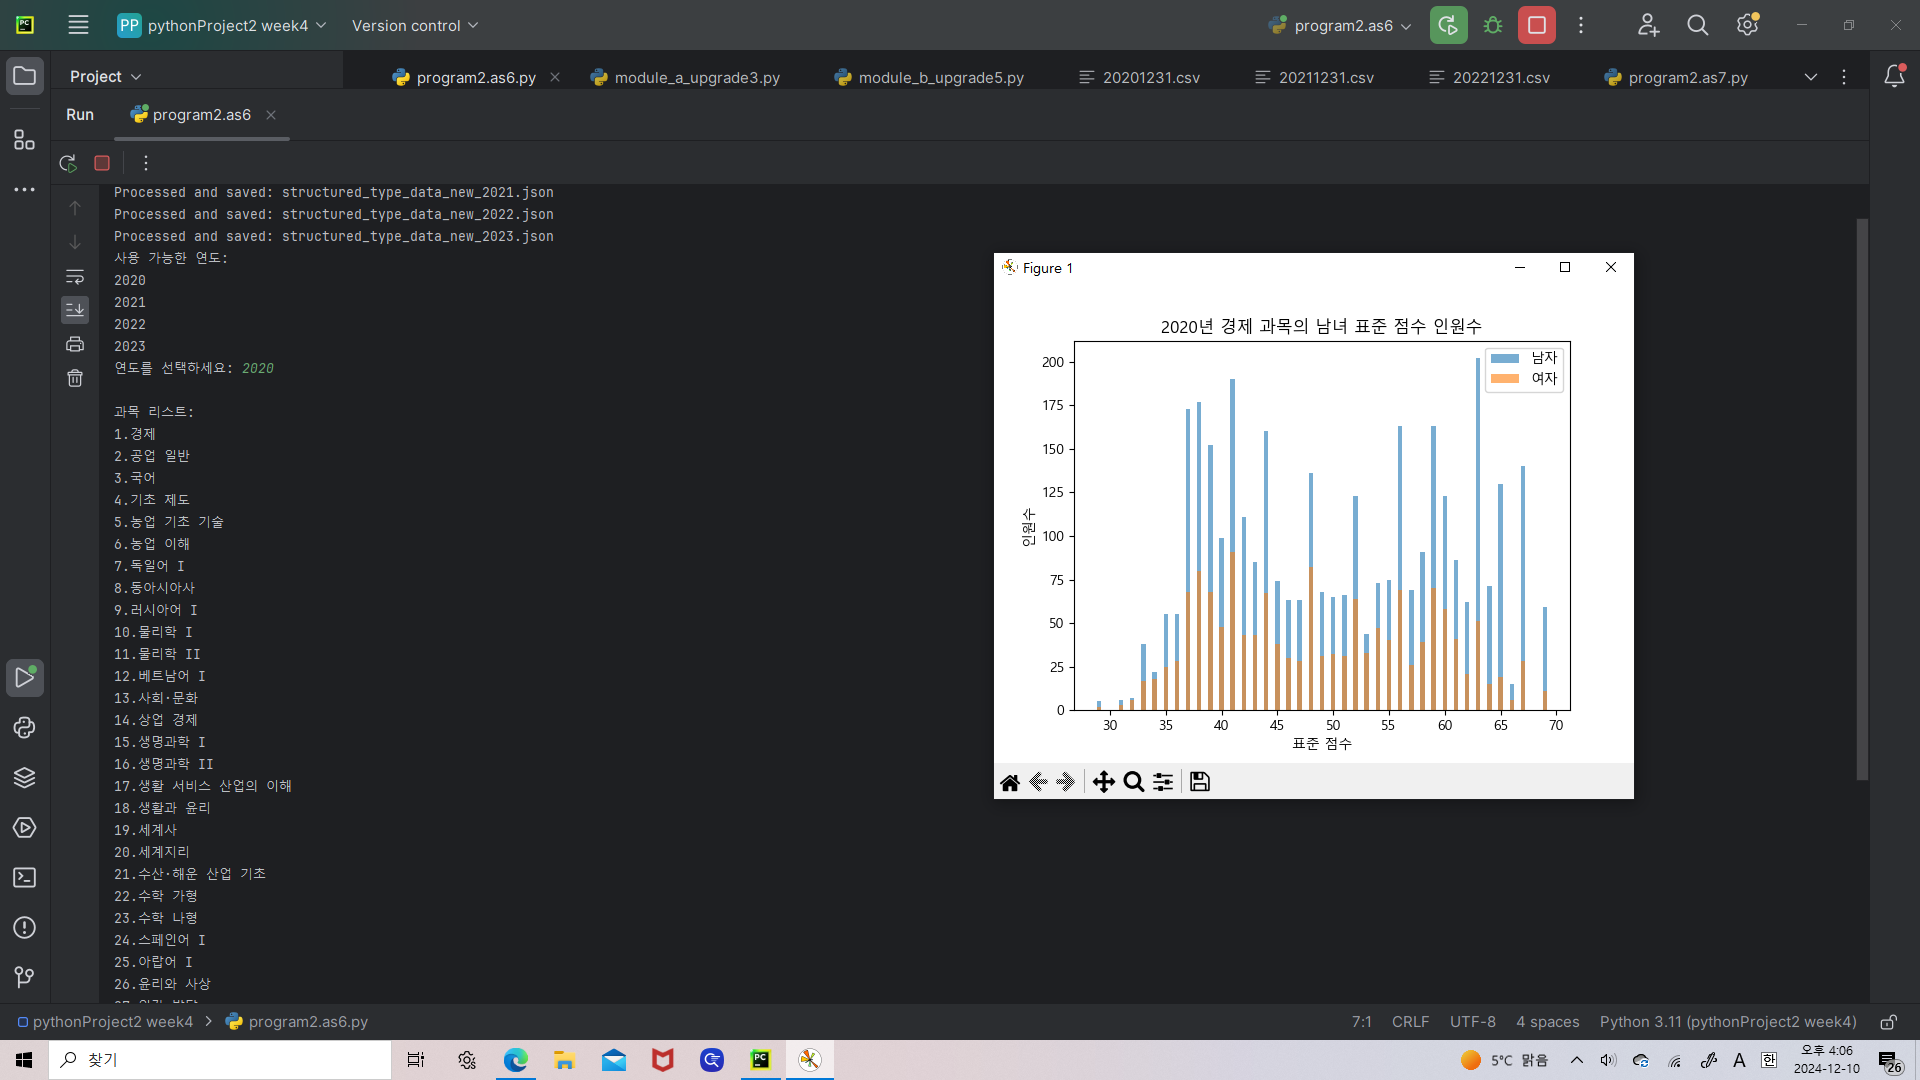 PC
PP pythonProject2 week4
Version control
program2.as6
Project
program2.as6.py
module_a_upgrade3.py
module_b_upgrade5.py
20201231.csv
20211231.csv
20221231.csv
program2.as7.py
Run
program2.as6
Processed and saved: structured_type_data_new_2021.json
Processed and saved: structured_type_data_new_2022.json
Processed and saved: structured_type_data_new_2023.json
사용 가능한 연도:
2020
2021
2022
2023
연도를 선택하세요: 2020
과목 리스트:
1.경제
2.공업 일반
3.국어
4.기초 제도
5.농업 기초 기술
6.농업 이해
7.독일어 I
8.동아시아사
9.러시아어 I
10.물리학 I
11.물리학 II
12.베트남어 I
13.사회·문화
14.상업 경제
15.생명과학 I
16.생명과학 II
17.생활 서비스 산업의 이해
18.생활과 윤리
19.세계사
20.세계지리
21.수산·해운 산업 기초
22.수학 가형
23.수학 나형
24.스페인어 I
25.아랍어 I
26.윤리와 사상
Figure 1
2020년 경제 과목의 남녀 표준 점수 인원수
남자
여자
200
175
150
125
100
75
50
25
0
인원수
30 35 40 45 50 55 60 65 70
표준 점수
pythonProject2 week4
program2.as6.py
7:1
CRLF
UTF-8
4 spaces
Python 3.11 (pythonProject2 week4)
찾기
PC
5°C 맑음
A
한
오후 4:06
2024-12-10
26